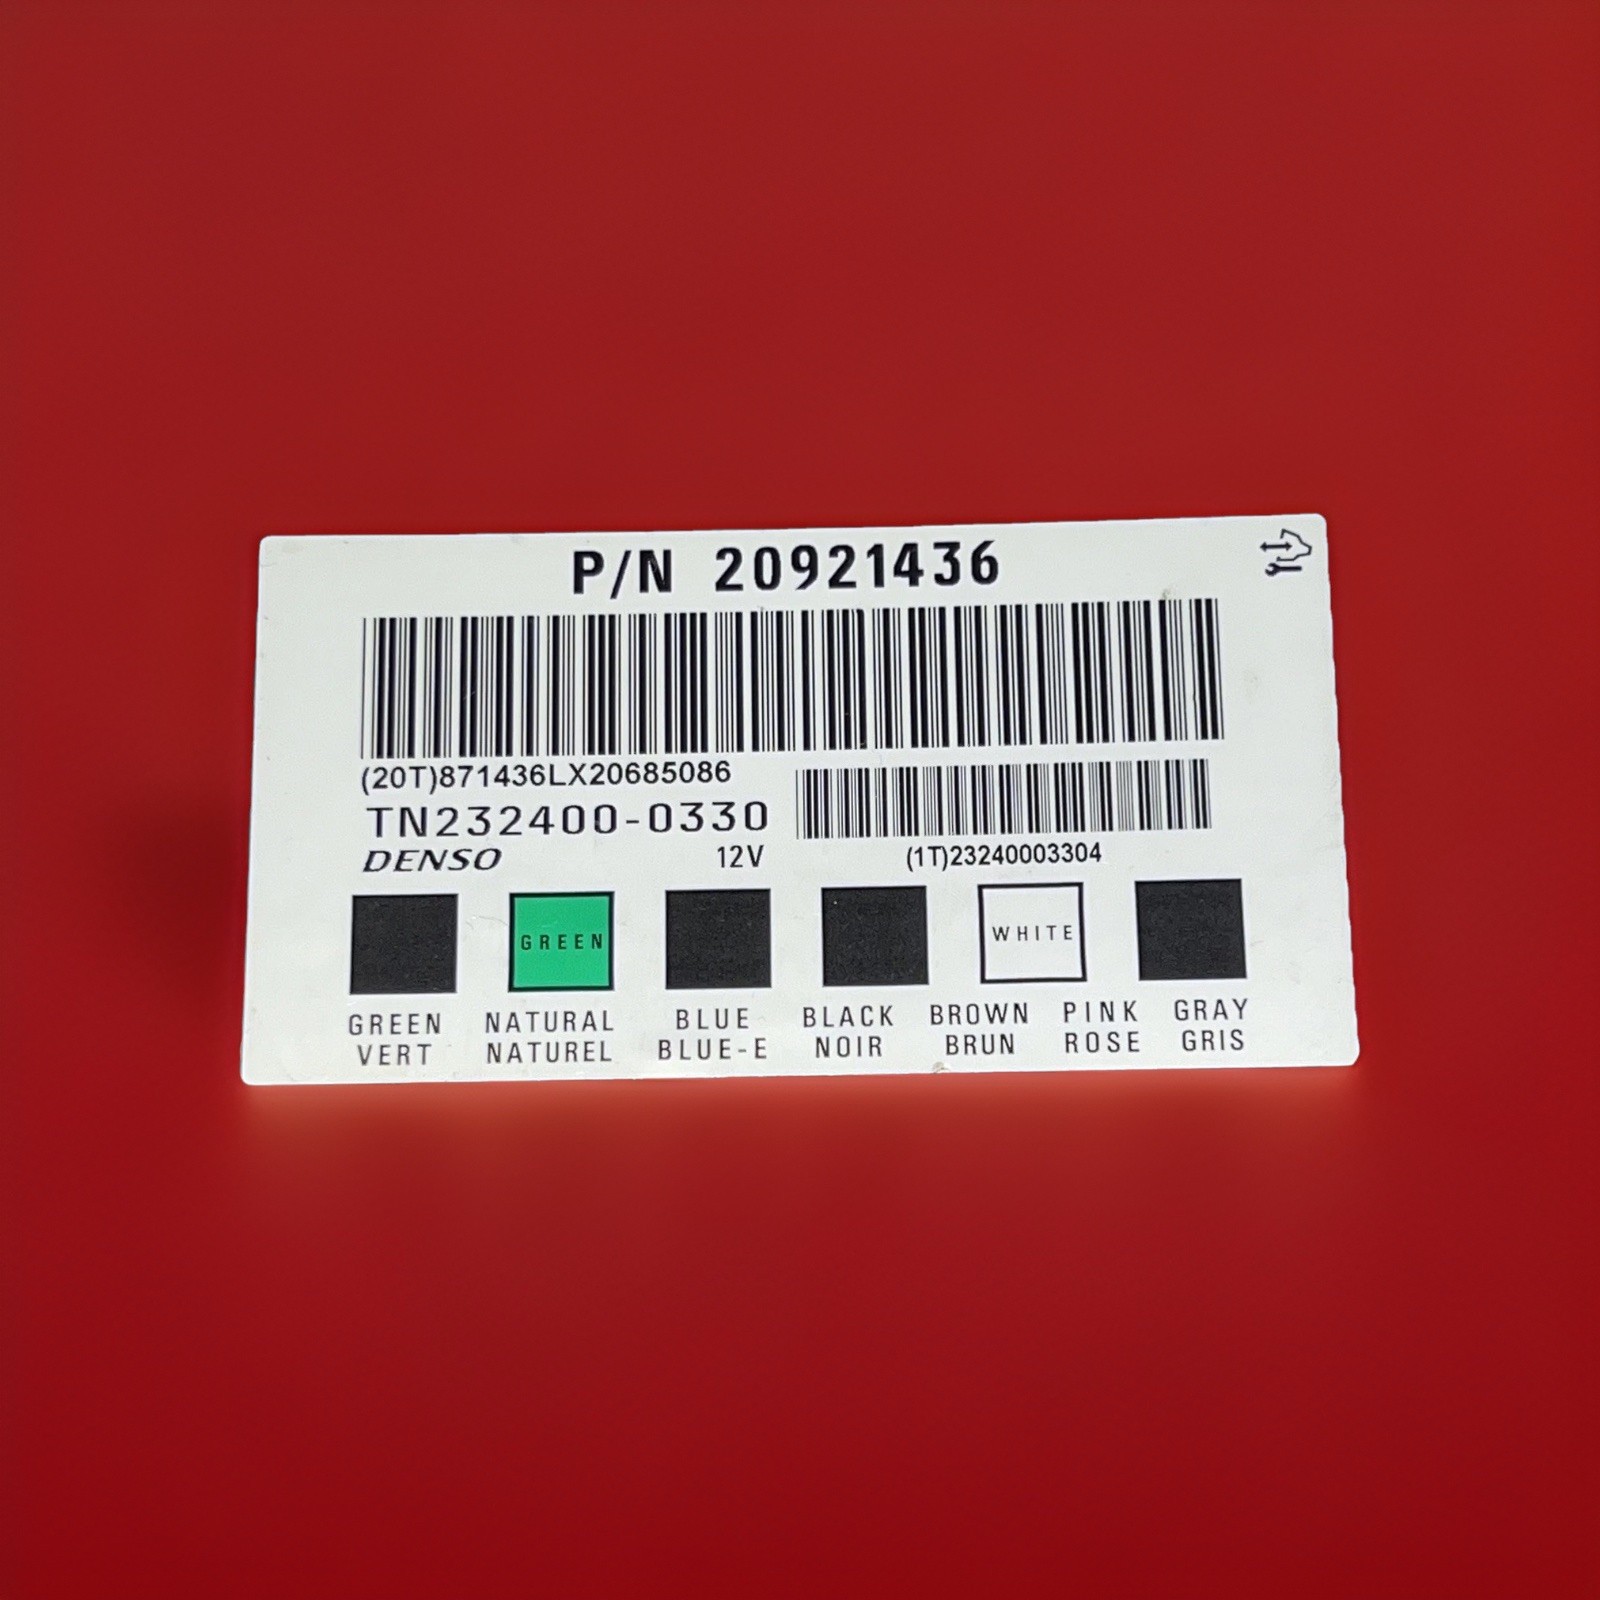 P/N 20921436
(20T)871436LX20685086
TN232400-0330
DENSO 12V
(1T)23240003304
GREEN WHITE
GREEN NATURAL BLUE BLACK BROWN PINK GRAY
VERT NATUREL BLUE-E NOIR BRUN ROSE GRIS